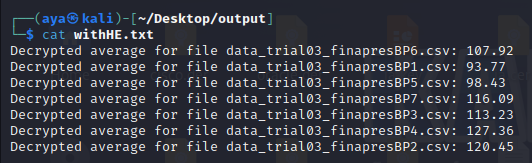 ┌──(aya㉿kali)-[~/Desktop/output]
└─$ cat withHE.txt
Decrypted average for file data_trial03_finapresBP6.csv: 107.92
Decrypted average for file data_trial03_finapresBP1.csv: 93.77
Decrypted average for file data_trial03_finapresBP5.csv: 98.43
Decrypted average for file data_trial03_finapresBP7.csv: 116.09
Decrypted average for file data_trial03_finapresBP3.csv: 113.23
Decrypted average for file data_trial03_finapresBP4.csv: 127.36
Decrypted average for file data_trial03_finapresBP2.csv: 120.45